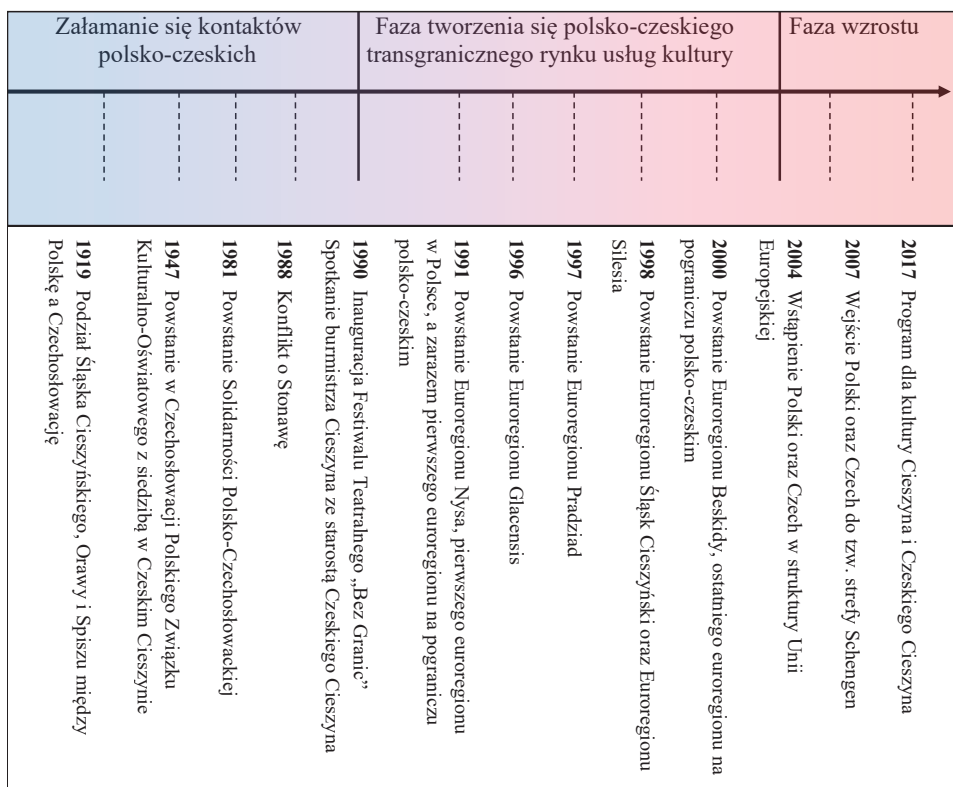 Załamanie się kontaktów
polsko-czeskich
Faza tworzenia się polsko-czeskiego
transgranicznego rynku usług kultury
Faza wzrostu
1919 Podział Śląska Cieszyńskiego, Orawy i Spiszu między
Polskę a Czechosłowację
1947 Powstanie w Czechosłowacji Polskiego Związku
Kulturalno-Oświatowego z siedzibą w Czeskim Cieszynie
1981 Powstanie Solidarności Polsko-Czechosłowackiej
1988 Konflikt o Stonawę
1990 Inauguracja Festiwalu Teatralnego „Bez Granic”
Spotkanie burmistrza Cieszyna ze starostą Czeskiego Cieszyna
1991 Powstanie Euroregionu Nysa, pierwszego euroregionu
w Polsce, a zarazem pierwszego euroregionu na pograniczu
polsko-czeskim
1996 Powstanie Euroregionu Glacensis
1997 Powstanie Euroregionu Pradziad
1998 Powstanie Euroregionu Śląsk Cieszyński oraz Euroregionu
Silesia
2000 Powstanie Euroregionu Beskidy, ostatniego euroregionu na
pograniczu polsko-czeskim
2004 Wstąpienie Polski oraz Czech w struktury Unii
Europejskiej
2007 Wejście Polski oraz Czech do tzw. strefy Schengen
2017 Program dla kultury Cieszyna i Czeskiego Cieszyna